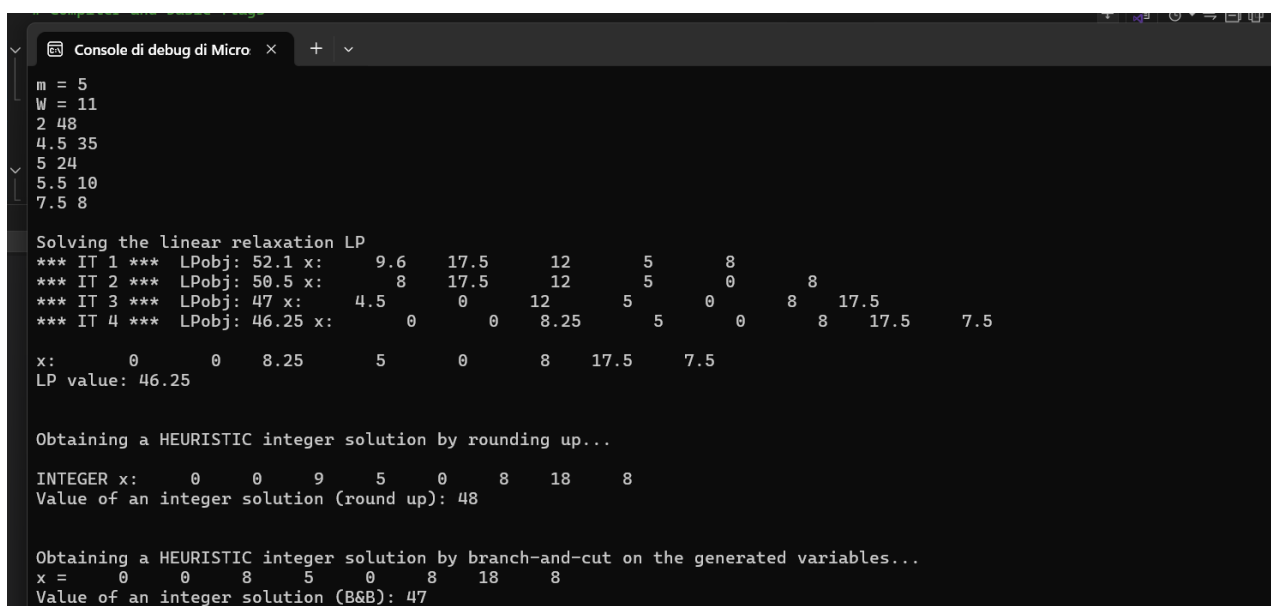 # Compiler and basic flags
Console di debug di Micro
m = 5
W = 11
2 48
4.5 35
5 24
5.5 10
7.5 8
Solving the linear relaxation LP
*** IT 1 *** LPobj: 52.1 x: 9.6 17.5 12 5 8
*** IT 2 *** LPobj: 50.5 x: 8 17.5 12 5 0 8
*** IT 3 *** LPobj: 47 x: 4.5 0 12 5 0 8 17.5
*** IT 4 *** LPobj: 46.25 x: 0 0 8.25 5 0 8 17.5 7.5
x: 0 0 8.25 5 0 8 17.5 7.5
LP value: 46.25
Obtaining a HEURISTIC integer solution by rounding up...
INTEGER x: 0 0 9 5 0 8 18 8
Value of an integer solution (round up): 48
Obtaining a HEURISTIC integer solution by branch-and-cut on the generated variables...
x = 0 0 8 5 0 8 18 8
Value of an integer solution (B&B): 47